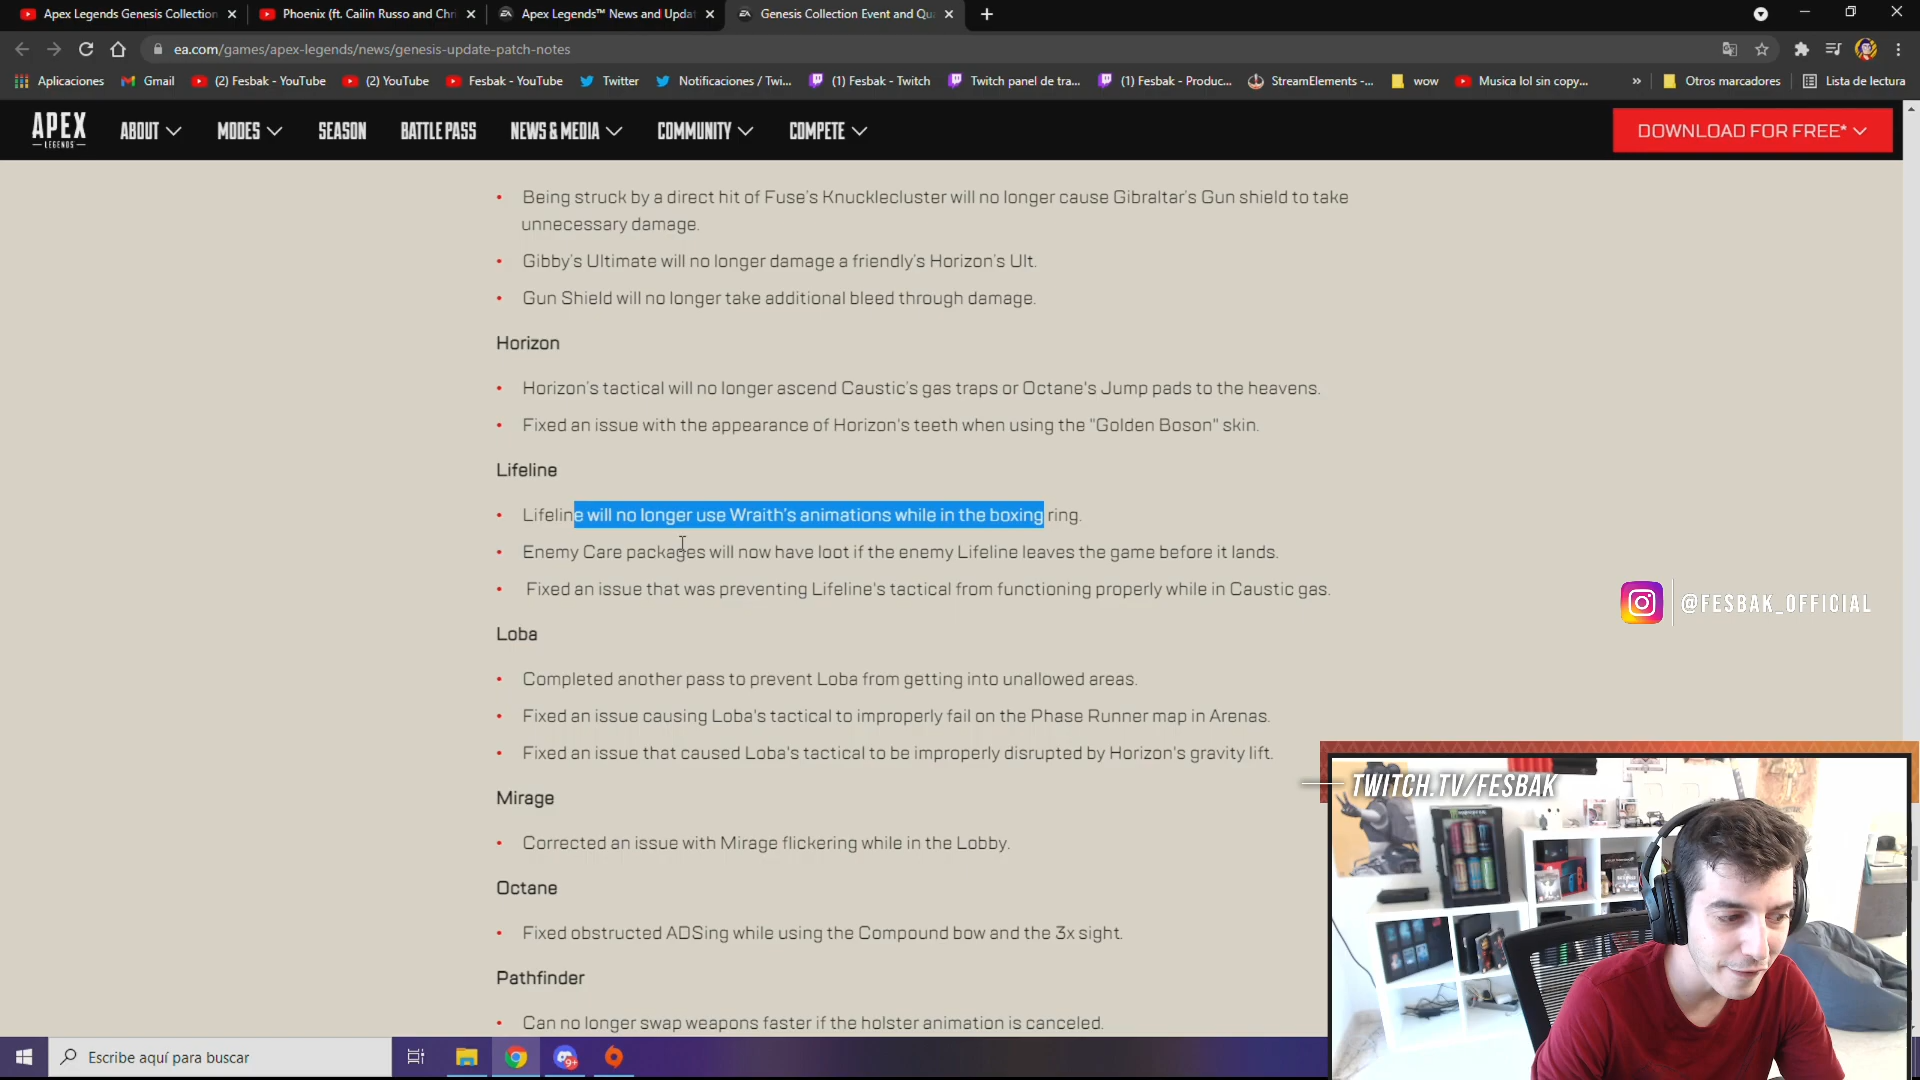 Apex Legends Genesis Collection
Phoenix (ft. Cailin Russo and Chri
Apex Legends™ News and Upda
Genesis Collection Event and Qu
ea.com/games/apex-legends/news/genesis-update-patch-notes
Aplicaciones
Gmail
(2) Fesbak - YouTube
(2) YouTube
Fesbak - YouTube
Twitter
Notificaciones / Twi...
(1) Fesbak - Twitch
Twitch panel de tra...
(1) Fesbak - Produc...
StreamElements -...
wow
Musica lol sin copy...
»
Otros marcadores
Lista de lectura
APEX
LEGENDS
ABOUT
MODES
SEASON
BATTLE PASS
NEWS & MEDIA
COMMUNITY
COMPETE
DOWNLOAD FOR FREE*
• Being struck by a direct hit of Fuse's Knucklecluster will no longer cause Gibraltar's Gun shield to take
unnecessary damage.
• Gibby's Ultimate will no longer damage a friendly's Horizon's Ult.
• Gun Shield will no longer take additional bleed through damage.
Horizon
• Horizon's tactical will no longer ascend Caustic's gas traps or Octane's Jump pads to the heavens.
• Fixed an issue with the appearance of Horizon's teeth when using the "Golden Boson" skin.
Lifeline
• Lifeline will no longer use Wraith's animations while in the boxing ring.
• Enemy Care packages will now have loot if the enemy Lifeline leaves the game before it lands.
• Fixed an issue that was preventing Lifeline's tactical from functioning properly while in Caustic gas.
@FESBAK_OFFICIAL
Loba
• Completed another pass to prevent Loba from getting into unallowed areas.
• Fixed an issue causing Loba's tactical to improperly fail on the Phase Runner map in Arenas.
• Fixed an issue that caused Loba's tactical to be improperly disrupted by Horizon's gravity lift.
TWITCH.TV/FESBAK
Mirage
• Corrected an issue with Mirage flickering while in the Lobby.
Octane
• Fixed obstructed ADSing while using the Compound bow and the 3x sight.
Pathfinder
• Can no longer swap weapons faster if the holster animation is canceled.
Escribe aquí para buscar
9+